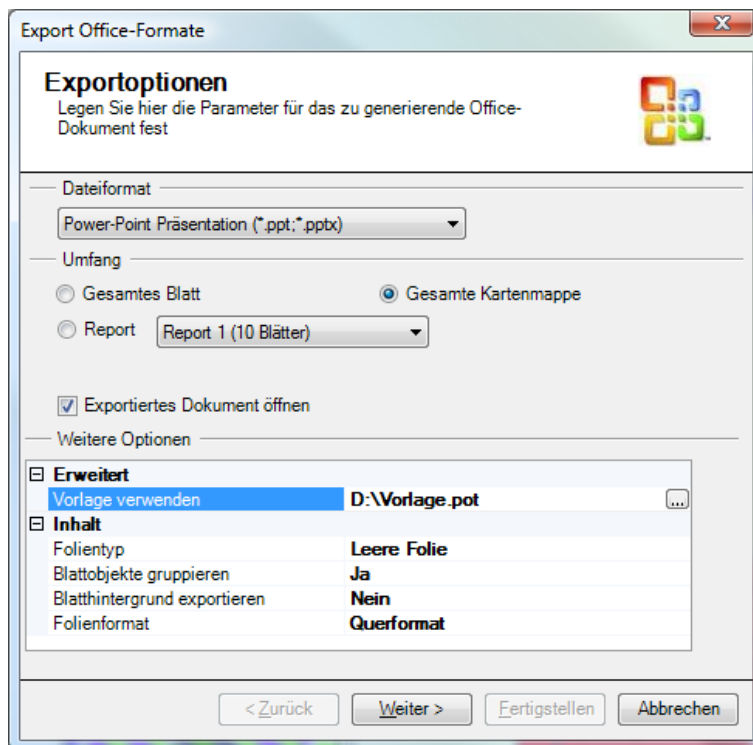 Export Office-Formate
Exportoptionen
Legen Sie hier die Parameter für das zu generierende Office-
Dokument fest
Dateiformat
Power-Point Präsentation (*.ppt;*.pptx)
Umfang
Gesamtes Blatt Gesamte Kartenmappe
Report Report 1 (10 Blätter)
Exportiertes Dokument öffnen
Weitere Optionen
Erweitert
Vorlage verwenden D:\Vorlage.pot ...
Inhalt
Folientyp Leere Folie
Blattobjekte gruppieren Ja
Blatthintergrund exportieren Nein
Folienformat Querformat
< Zurück Weiter > Fertigstellen Abbrechen